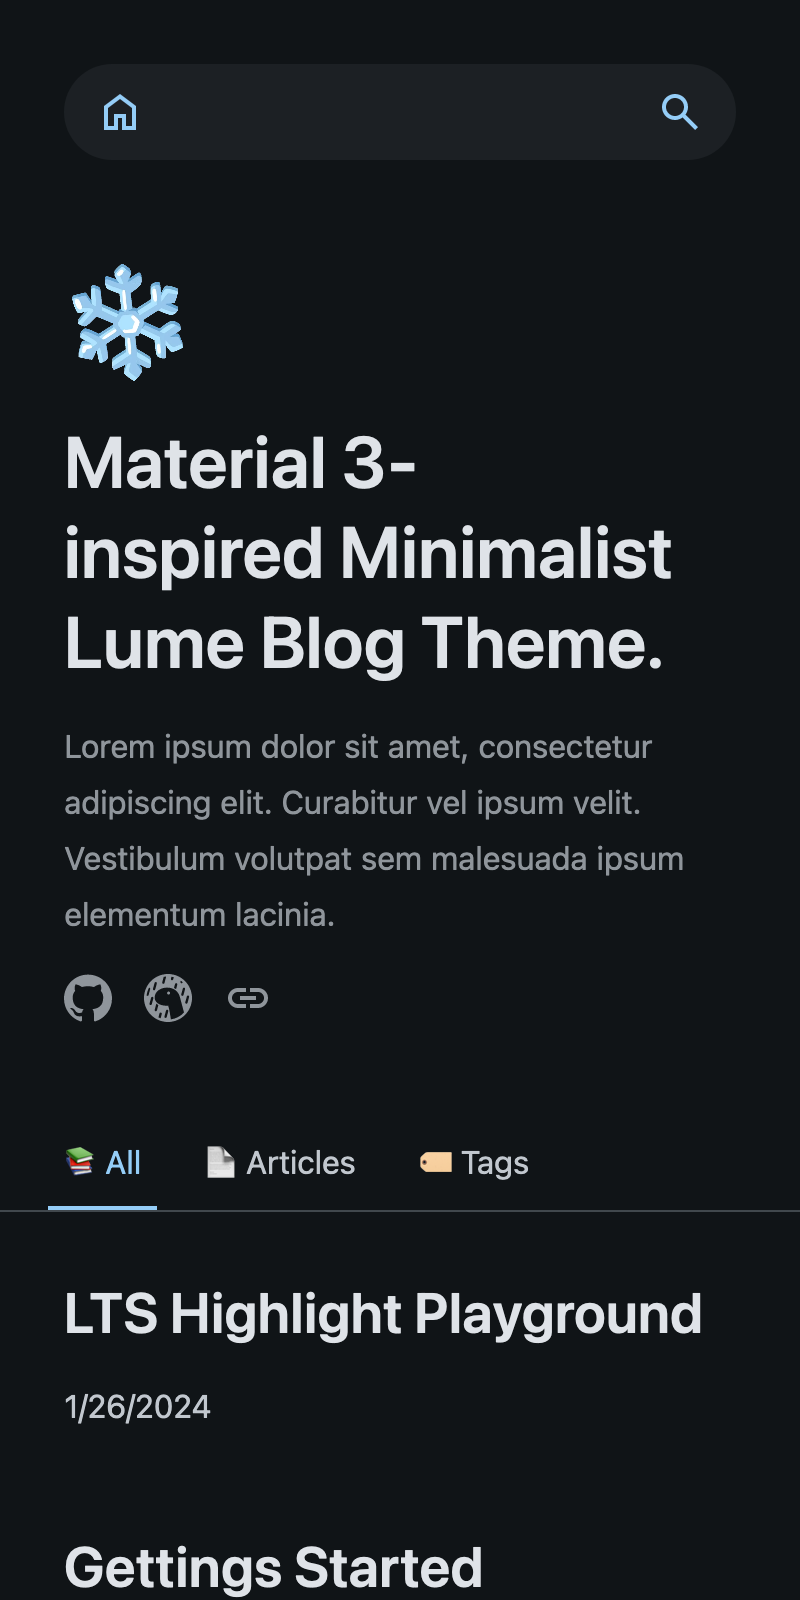 Material 3-
inspired Minimalist
Lume Blog Theme.
Lorem ipsum dolor sit amet, consectetur
adipiscing elit. Curabitur vel ipsum velit.
Vestibulum volutpat sem malesuada ipsum
elementum lacinia.
📚 All 📄 Articles 🏷️ Tags
LTS Highlight Playground
1/26/2024
Gettings Started